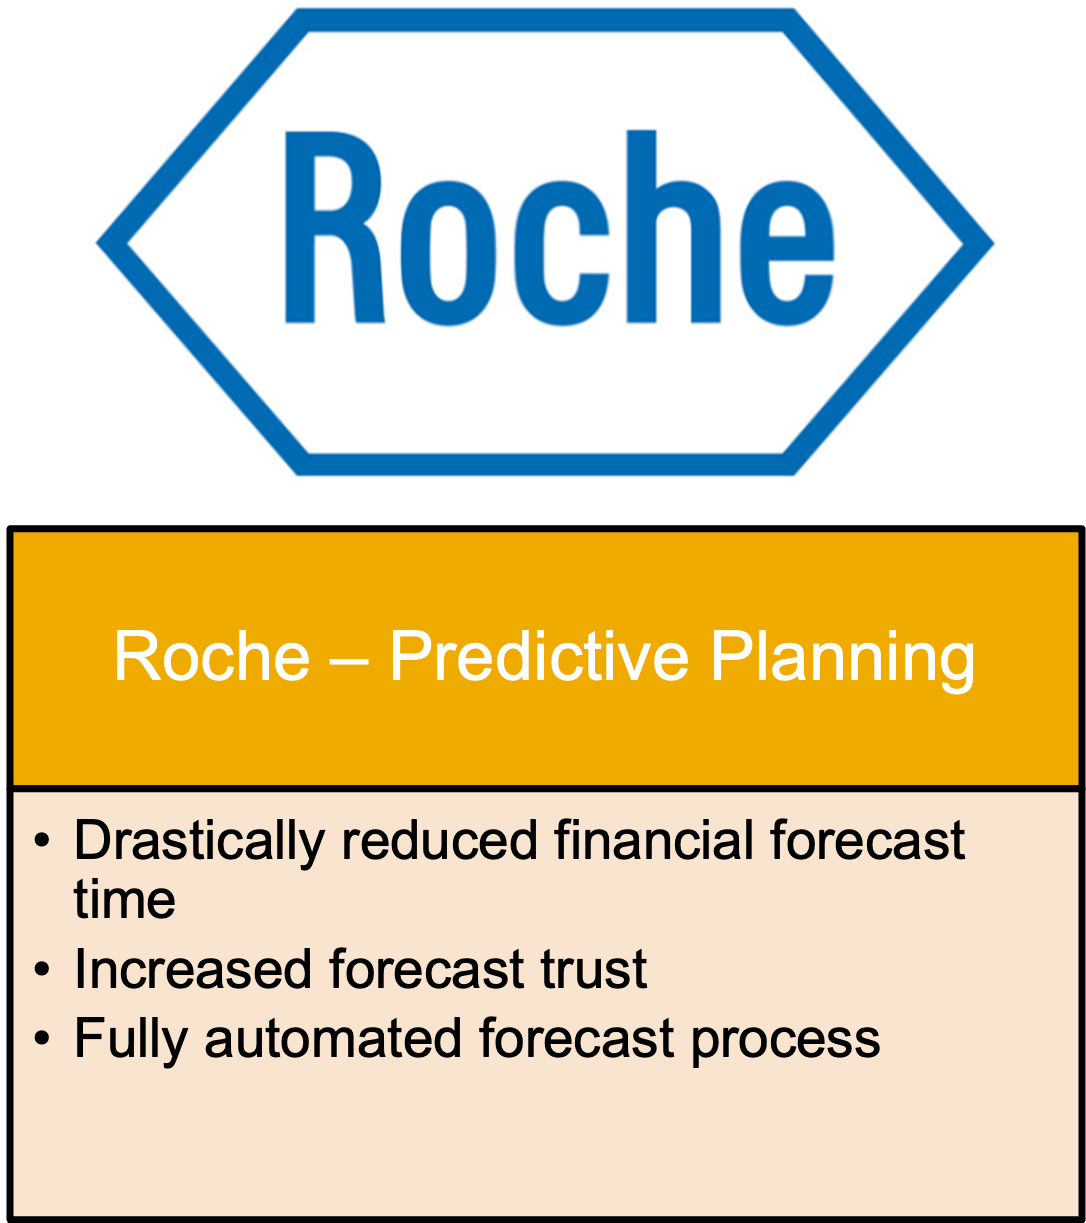 Roche
Roche – Predictive Planning
• Drastically reduced financial forecast
time
• Increased forecast trust
• Fully automated forecast process